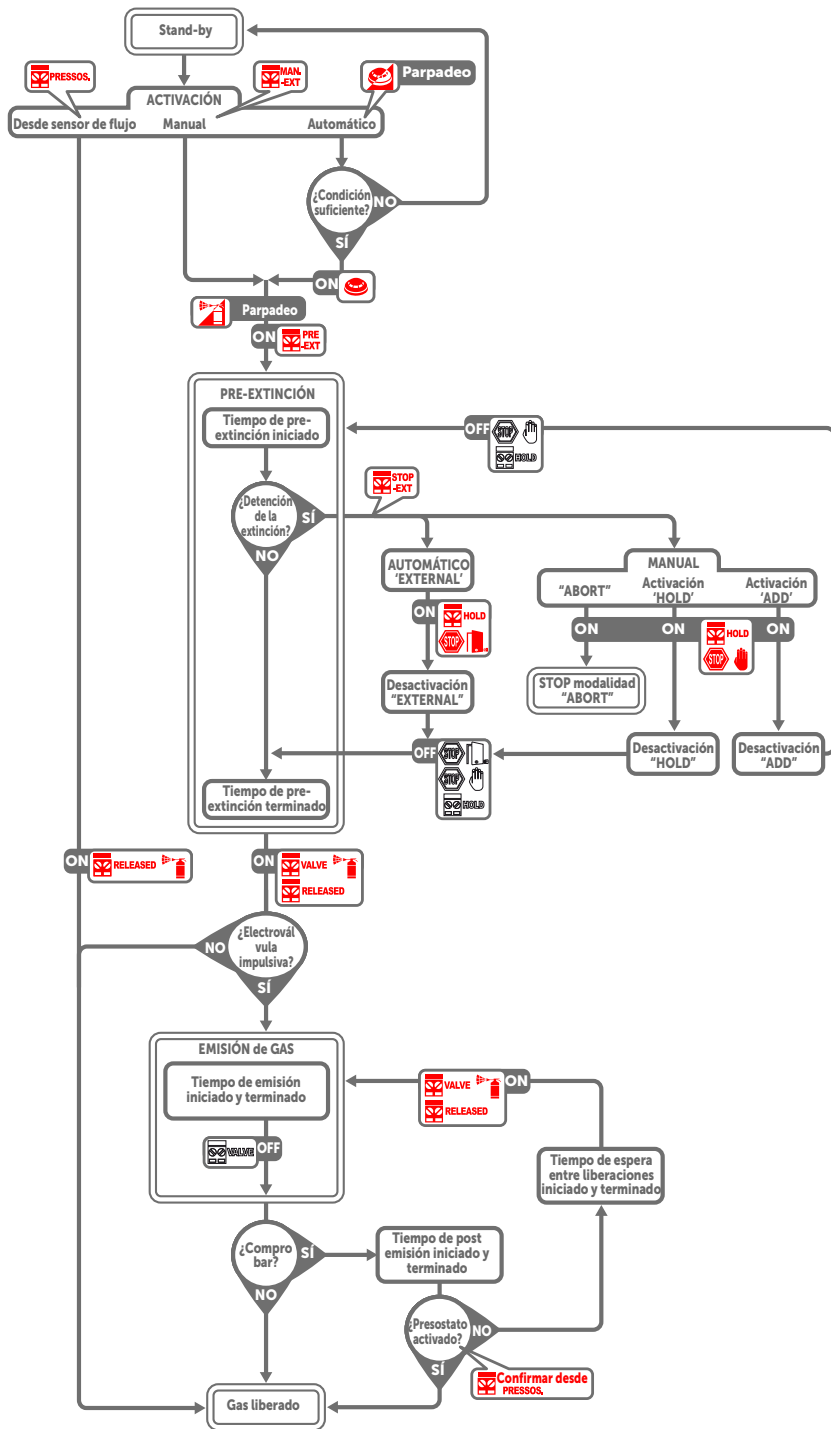 Stand-by
PRESSOS.
MAN.
-EXT
Parpadeo
ACTIVACIÓN
Desde sensor de flujo
Manual
Automático
¿Condición
suficiente?
NO
SÍ
ON
Parpadeo
ON
PRE
-EXT
PRE-EXTINCIÓN
Tiempo de pre-
extinción iniciado
OFF
STOP
HOLD
STOP
-EXT
¿Detención
de la
extinción?
SÍ
NO
AUTOMÁTICO
‘EXTERNAL’
MANUAL
“ABORT”
Activación
‘HOLD’
Activación
‘ADD’
ON
HOLD
STOP
ON
ON
HOLD
STOP
ON
Desactivación
“EXTERNAL”
STOP modalidad
“ABORT”
OFF
STOP
STOP
HOLD
Desactivación
“HOLD”
Desactivación
“ADD”
Tiempo de pre-
extinción terminado
ON
RELEASED
ON
VALVE
RELEASED
¿Electrovál
vula
impulsiva?
NO
SÍ
EMISIÓN de GAS
Tiempo de emisión
iniciado y terminado
VALVE
OFF
VALVE
RELEASED
ON
Tiempo de espera
entre liberaciones
iniciado y terminado
¿Compro
bar?
SÍ
NO
Tiempo de post
emisión iniciado y
terminado
¿Presostato
activado?
NO
SÍ
Confirmar desde
PRESSOS.
Gas liberado